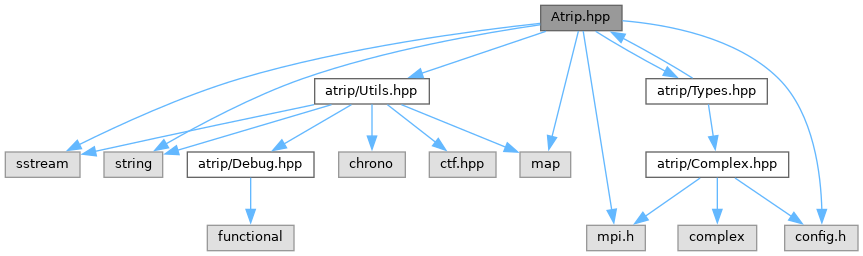 Atrip.hpp
atrip/Utils.hpp
atrip/Types.hpp
sstream
string
atrip/Debug.hpp
chrono
ctf.hpp
map
atrip/Complex.hpp
functional
mpi.h
complex
config.h